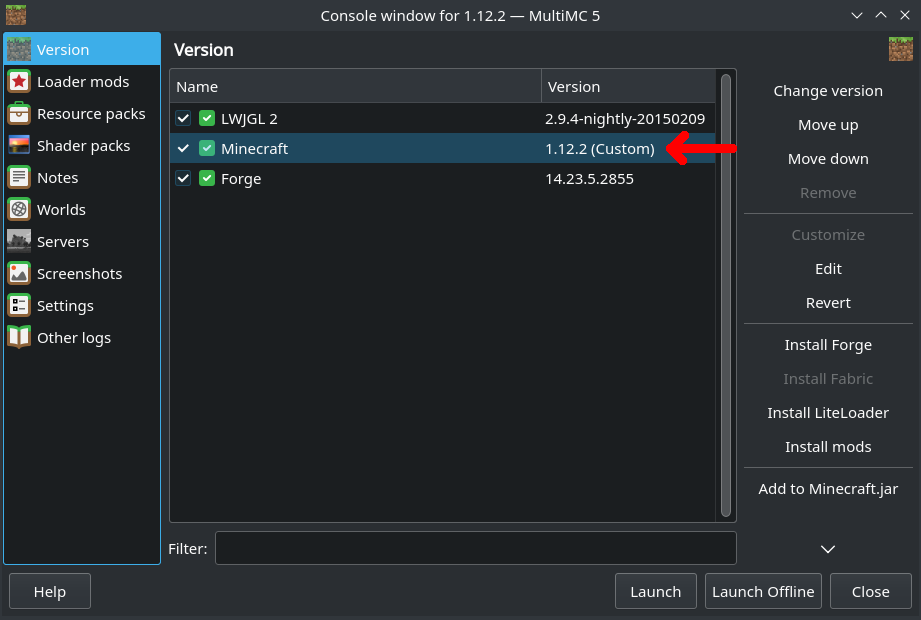 Console window for 1.12.2 — MultiMC 5
Version
Loader mods
Resource packs
Shader packs
Notes
Worlds
Servers
Screenshots
Settings
Other logs
Version
Name Version
LWJGL 2 2.9.4-nightly-20150209
Minecraft 1.12.2 (Custom)
Forge 14.23.5.2855
Filter:
Change version
Move up
Move down
Remove
Customize
Edit
Revert
Install Forge
Install Fabric
Install LiteLoader
Install mods
Add to Minecraft.jar
Help
Launch
Launch Offline
Close